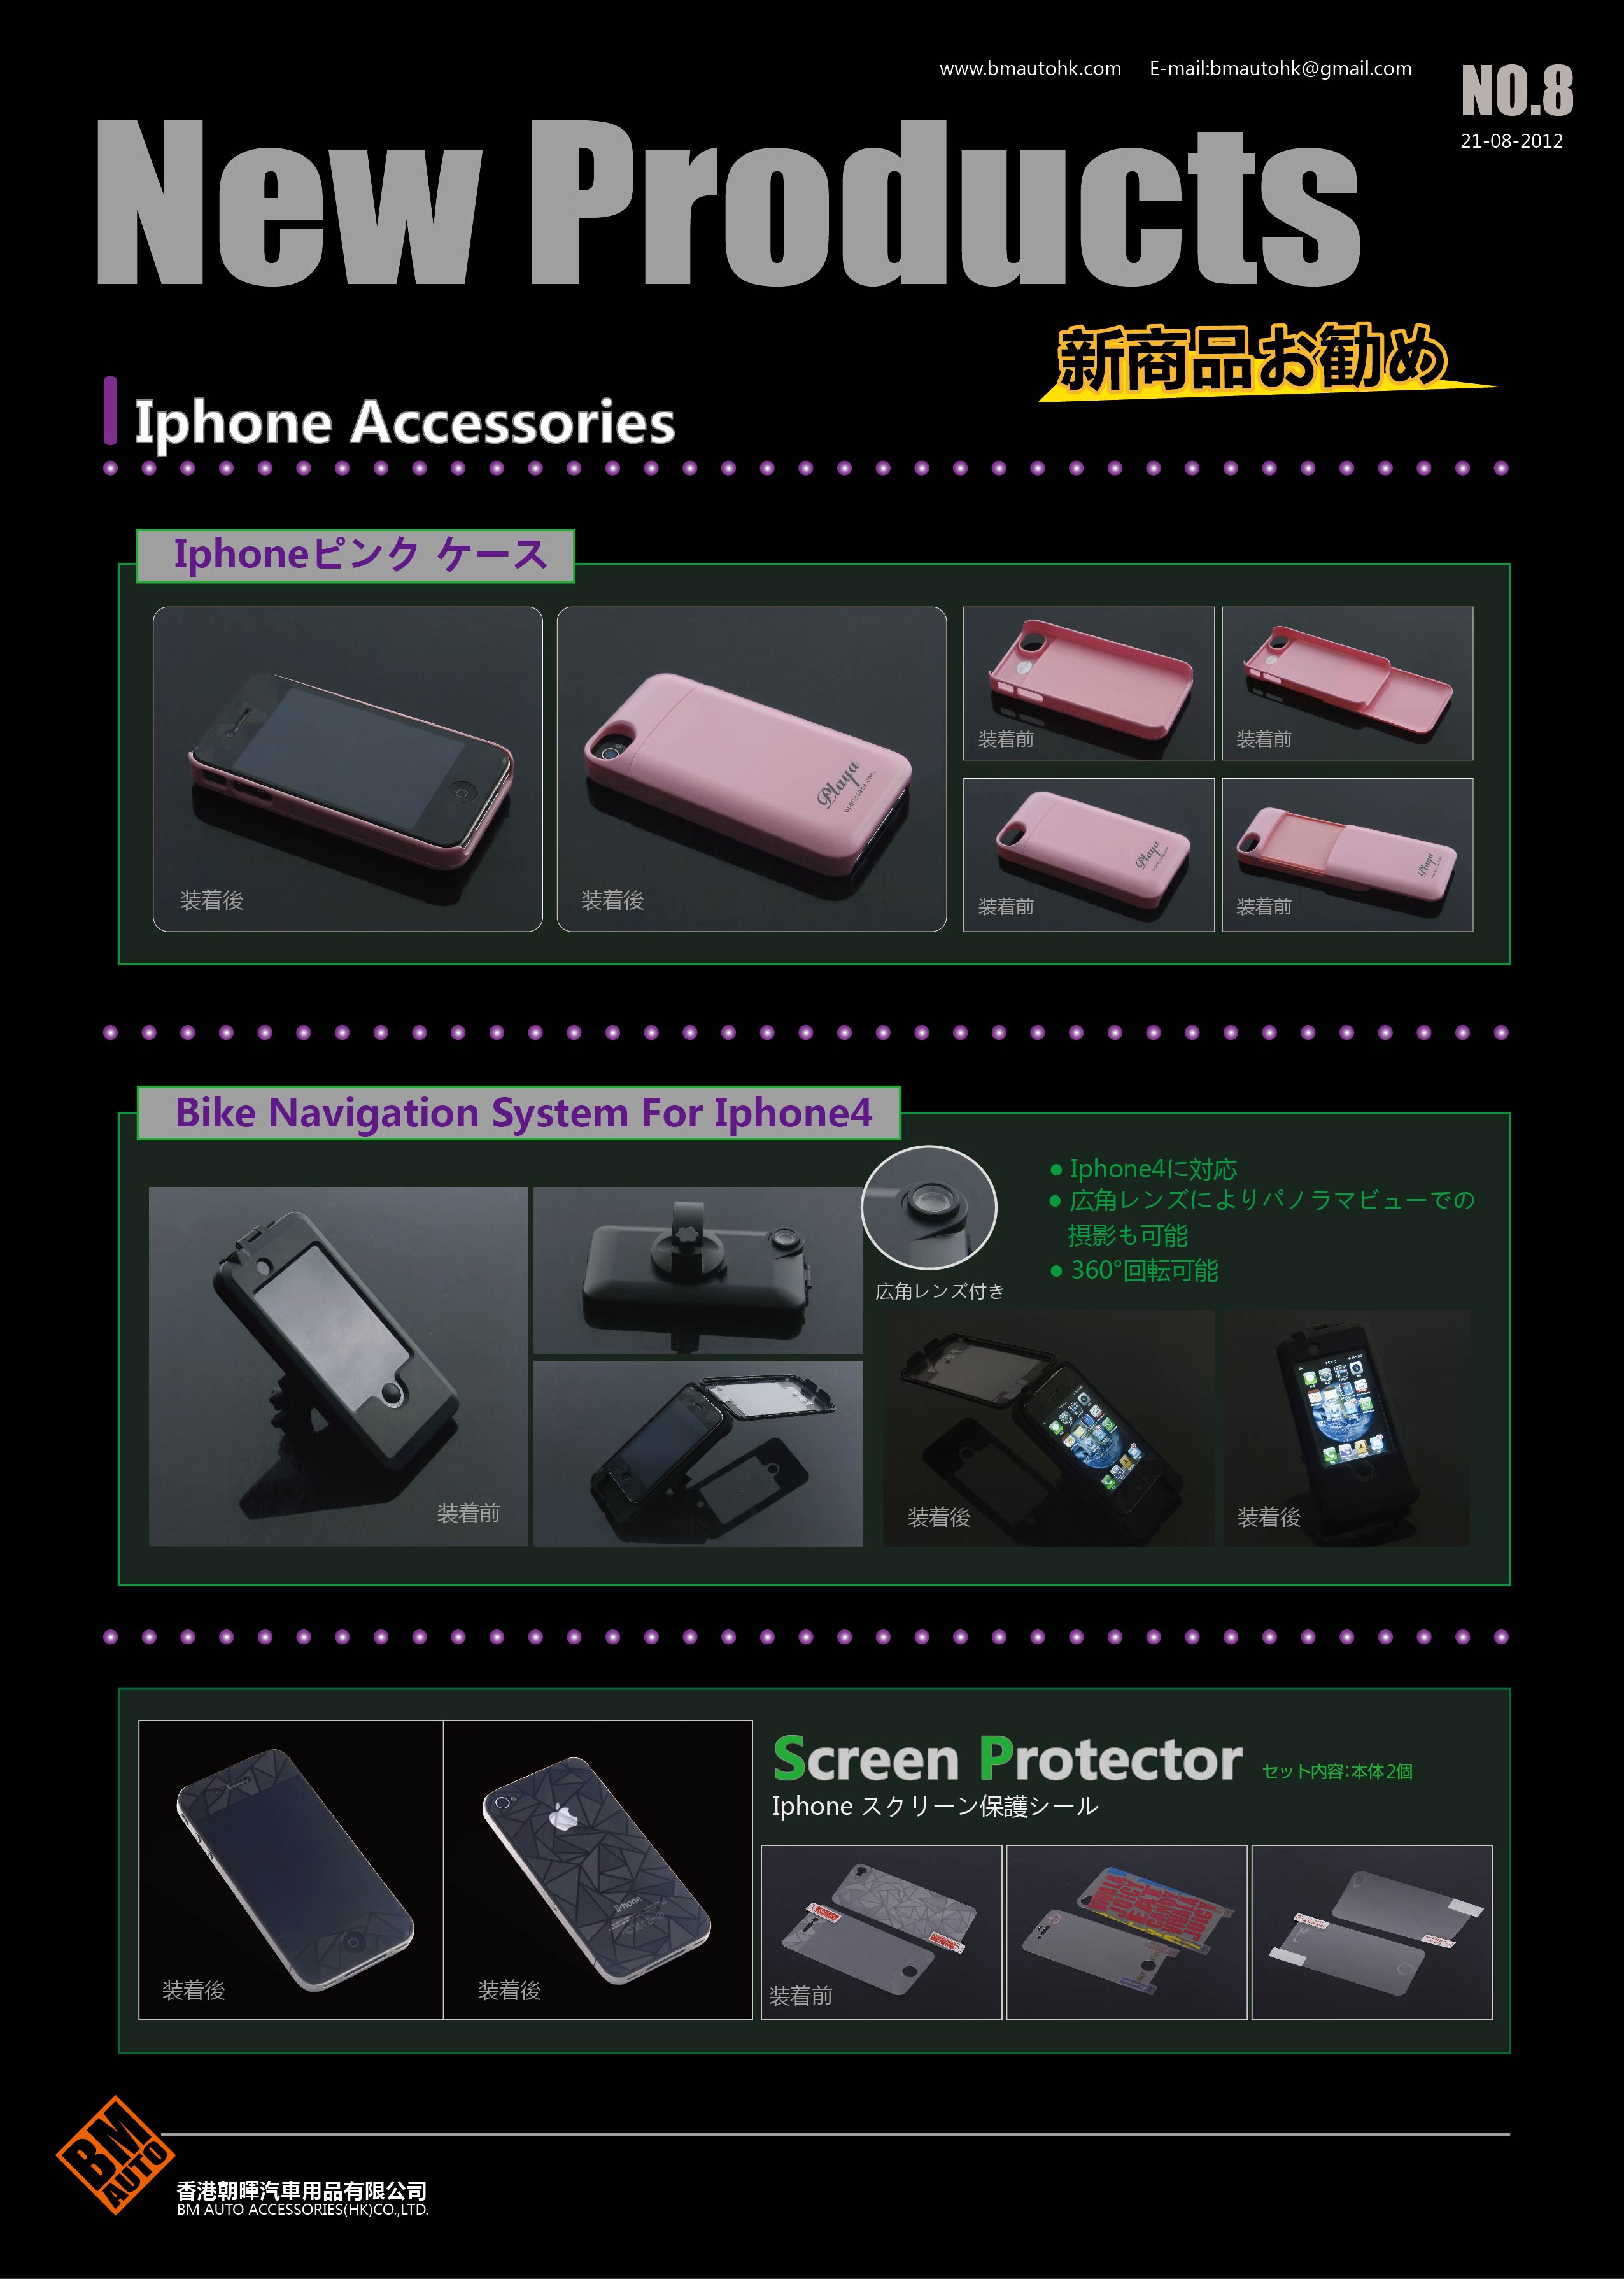 www.bmautohk.com E-mail:bmautohk@gmail.com
NO.8
21-08-2012
New Products
新商品お勧め
Iphone Accessories
Iphoneピンク ケース
装着後
Playa
operacase.com
装着後
装着前
装着前
Playa
装着前
Playa
装着前
Bike Navigation System For Iphone4
● Iphone4に対応
● 広角レンズによりパノラマビューでの
摂影も可能
● 360°回転可能
広角レンズ付き
装着前
装着後
装着後
Screen Protector セット内容:本体2個
Iphone スクリーン保護シール
iPhone
装着後
装着後
装着前
BM
AUTO
香港朝暉汽車用品有限公司
BM AUTO ACCESSORIES(HK)CO.,LTD.